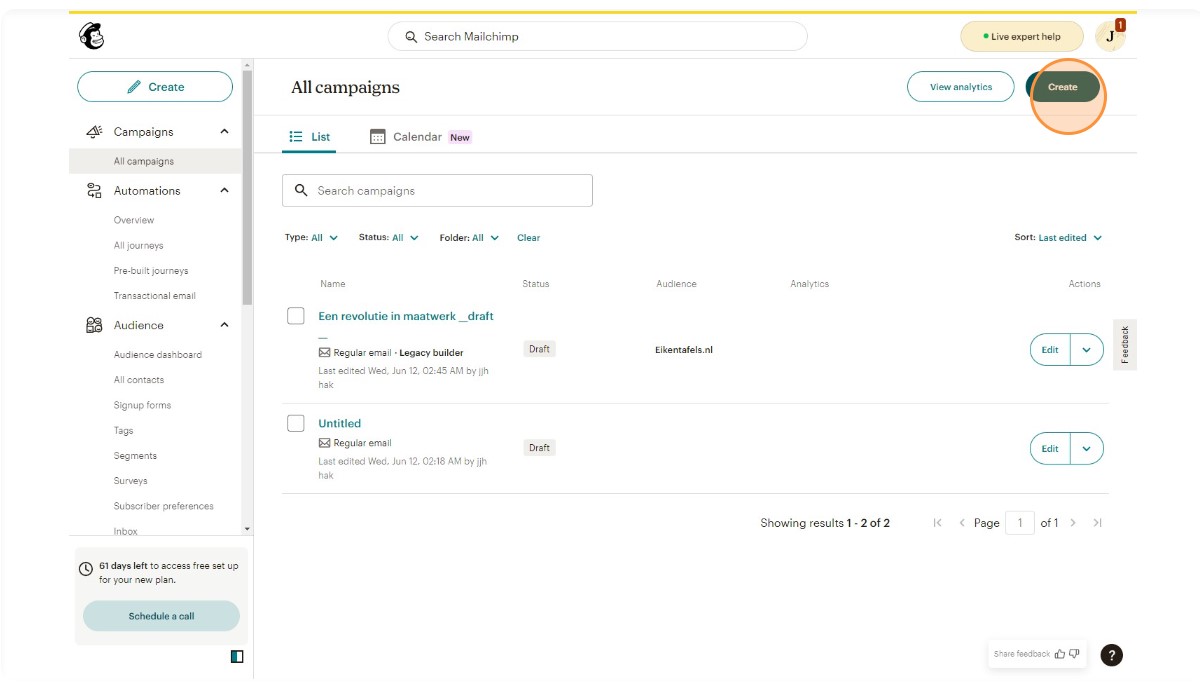 Search Mailchimp
Live expert help
J
1
Create
Campaigns
All campaigns
Automations
Overview
All journeys
Pre-built journeys
Transactional email
Audience
Audience dashboard
All contacts
Signup forms
Tags
Segments
Surveys
Subscriber preferences
Inbox
61 days left to access free set up
for your new plan.
Schedule a call
All campaigns
View analytics
Create
List
Calendar New
Search campaigns
Type: All
Status: All
Folder: All
Clear
Sort: Last edited
Name Status Audience Analytics Actions
Een revolutie in maatwerk __draft
__
Regular email · Legacy builder
Last edited Wed, Jun 12, 02:45 AM by jjh
hak
Draft
Eikentafels.nl
Edit
Untitled
Regular email
Last edited Wed, Jun 12, 02:18 AM by jjh
hak
Draft
Edit
Showing results 1 - 2 of 2
Page 1 of 1
Feedback
Share feedback
?